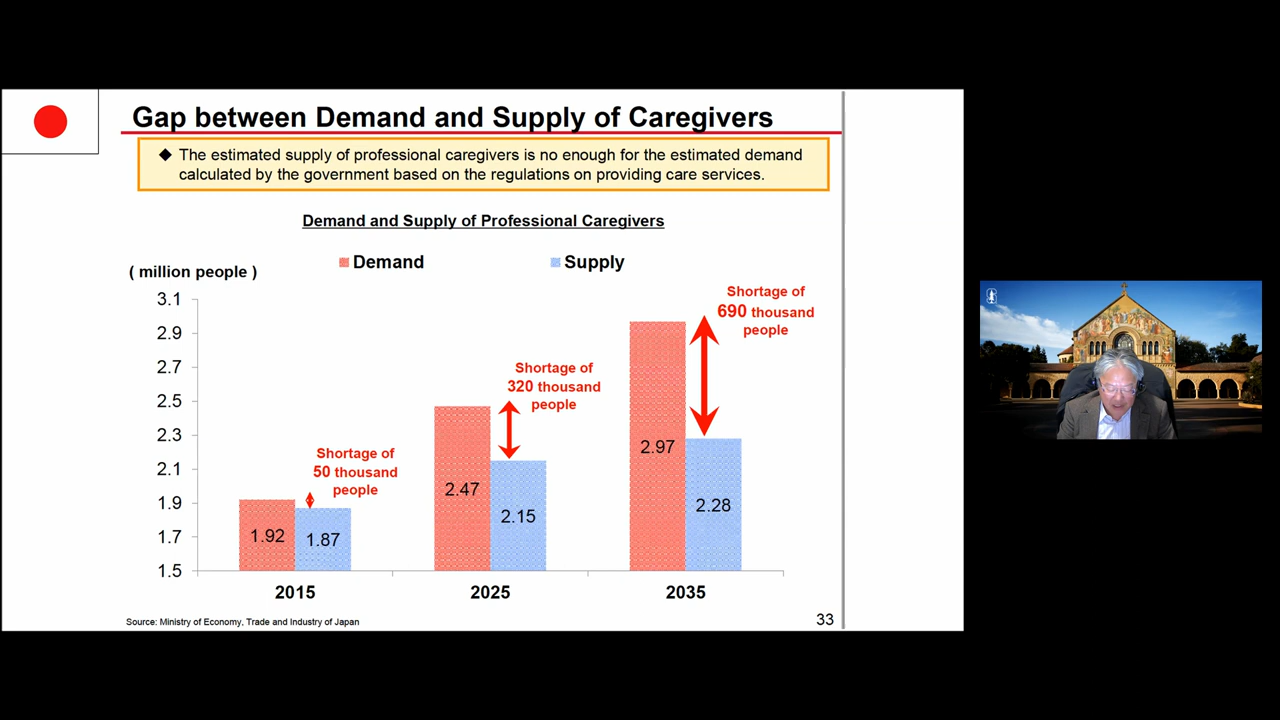 Gap between Demand and Supply of Caregivers
◆ The estimated supply of professional caregivers is no enough for the estimated demand
calculated by the government based on the regulations on providing care services.
Demand and Supply of Professional Caregivers
Demand
Supply
( million people )
3.1
2.9
2.7
2.5
2.3
2.1
1.9
1.7
1.5
Shortage of
50 thousand
people
1.92
1.87
Shortage of
320 thousand
people
2.47
2.15
Shortage of
690 thousand
people
2.97
2.28
2015
2025
2035
Source: Ministry of Economy, Trade and Industry of Japan
33